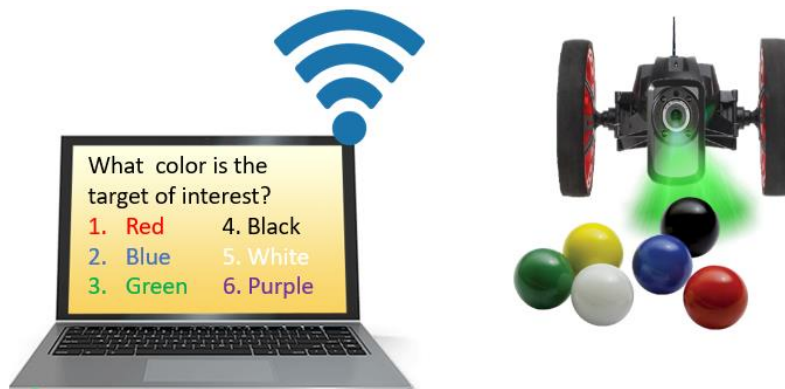 What color is the
target of interest?
1. Red 4. Black
2. Blue 5. White
3. Green 6. Purple